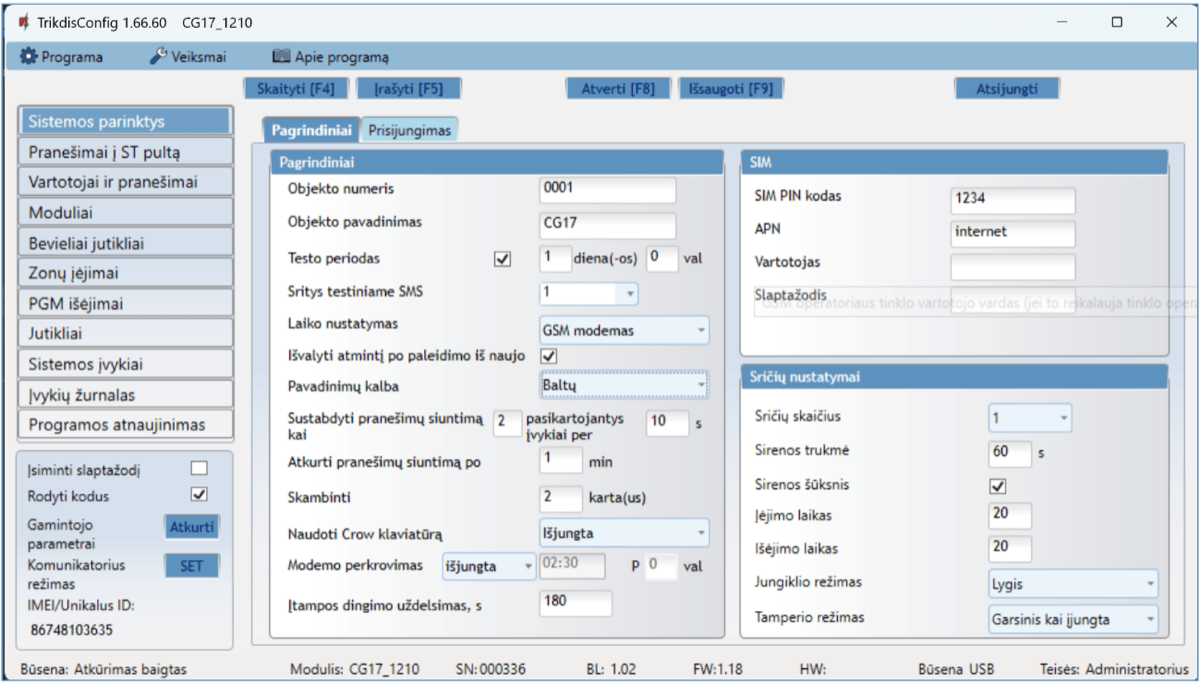 TrikdisConfig 1.66.60 CG17_1210
Programa Veiksmai Apie programą
Skaityti [F4] Įrašyti [F5] Atverti [F8] Išsaugoti [F9] Atsijungti
Sistemos parinktys
Pranešimai į ST pultą
Vartotojai ir pranešimai
Moduliai
Bevieliai jutikliai
Zonų įėjimai
PGM išėjimai
Jutikliai
Sistemos įvykiai
Įvykių žurnalas
Programos atnaujinimas
Įsiminti slaptažodį
Rodyti kodus
Gamintojo
parametrai
Atkurti
Komunikatorius
režimas
SET
IMEI/Unikalus ID:
86748103635
Pagrindiniai Prisijungimas
Pagrindiniai
Objekto numeris 0001
Objekto pavadinimas CG17
Testo periodas 1 diena(-os) 0 val
Sritys testiniame SMS 1
Laiko nustatymas GSM modemas
Išvalyti atmintį po paleidimo iš naujo
Pavadinimų kalba Baltų
Sustabdyti pranešimų siuntimą
kai
2
pasikartojantys
įvykiai per
10 s
Atkurti pranešimų siuntimą po 1 min
Skambinti 2 karta(us)
Naudoti Crow klaviatūrą Išjungta
Modemo perkrovimas išjungta 02:30 P 0 val
Įtampos dingimo uždelsimas, s 180
SIM
SIM PIN kodas 1234
APN internet
Vartotojas
Slaptažodis
GSM operatoriaus tinklo vartotojo vardas (jei to reikalauja tinklo oper
Sričių nustatymai
Sričių skaičius 1
Sirenos trukmė 60 s
Sirenos šūksnis
Įėjimo laikas 20
Išėjimo laikas 20
Jungiklio režimas Lygis
Tamperio režimas Garsinis kai įjungta
Būsena: Atkūrimas baigtas Modulis: CG17_1210 SN:000336 BL: 1.02 FW:1.18 HW: Būsena USB Teisės: Administratorius